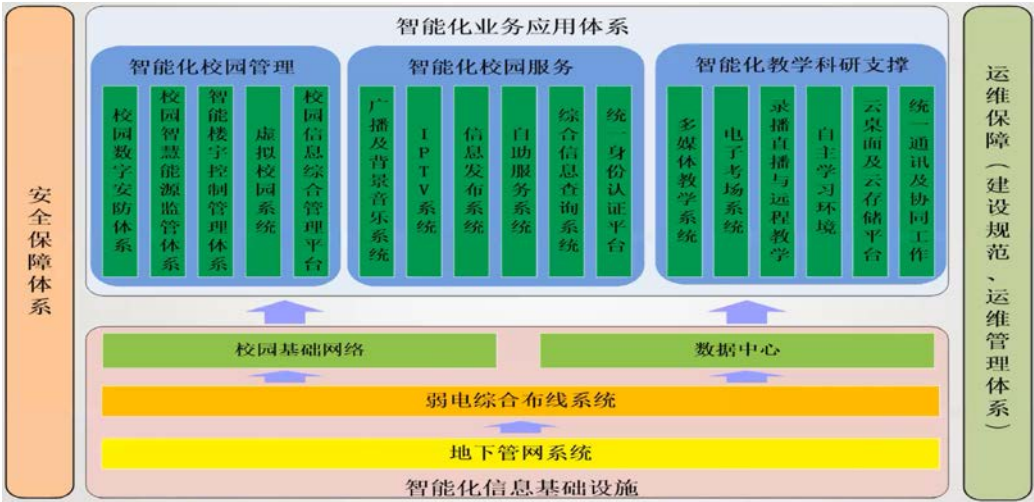 安全保障体系
智能化业务应用体系
智能化校园管理
校园数字安防体系
校园智慧能源监管体系
智能楼宇控制管理体系
虚拟校园系统
校园信息综合管理平台
智能化校园服务
广播及背景音乐系统
IPTV系统
信息发布系统
自助服务系统
综合信息查询系统
统一身份认证平台
智能化教学科研支撑
多媒体教学系统
电子考场系统
录播直播与远程教学
自主学习环境
云桌面及云存储平台
统一通讯及协同工作
校园基础网络
数据中心
弱电综合布线系统
地下管网系统
智能化信息基础设施
运维保障(建设规范、运维管理体系)